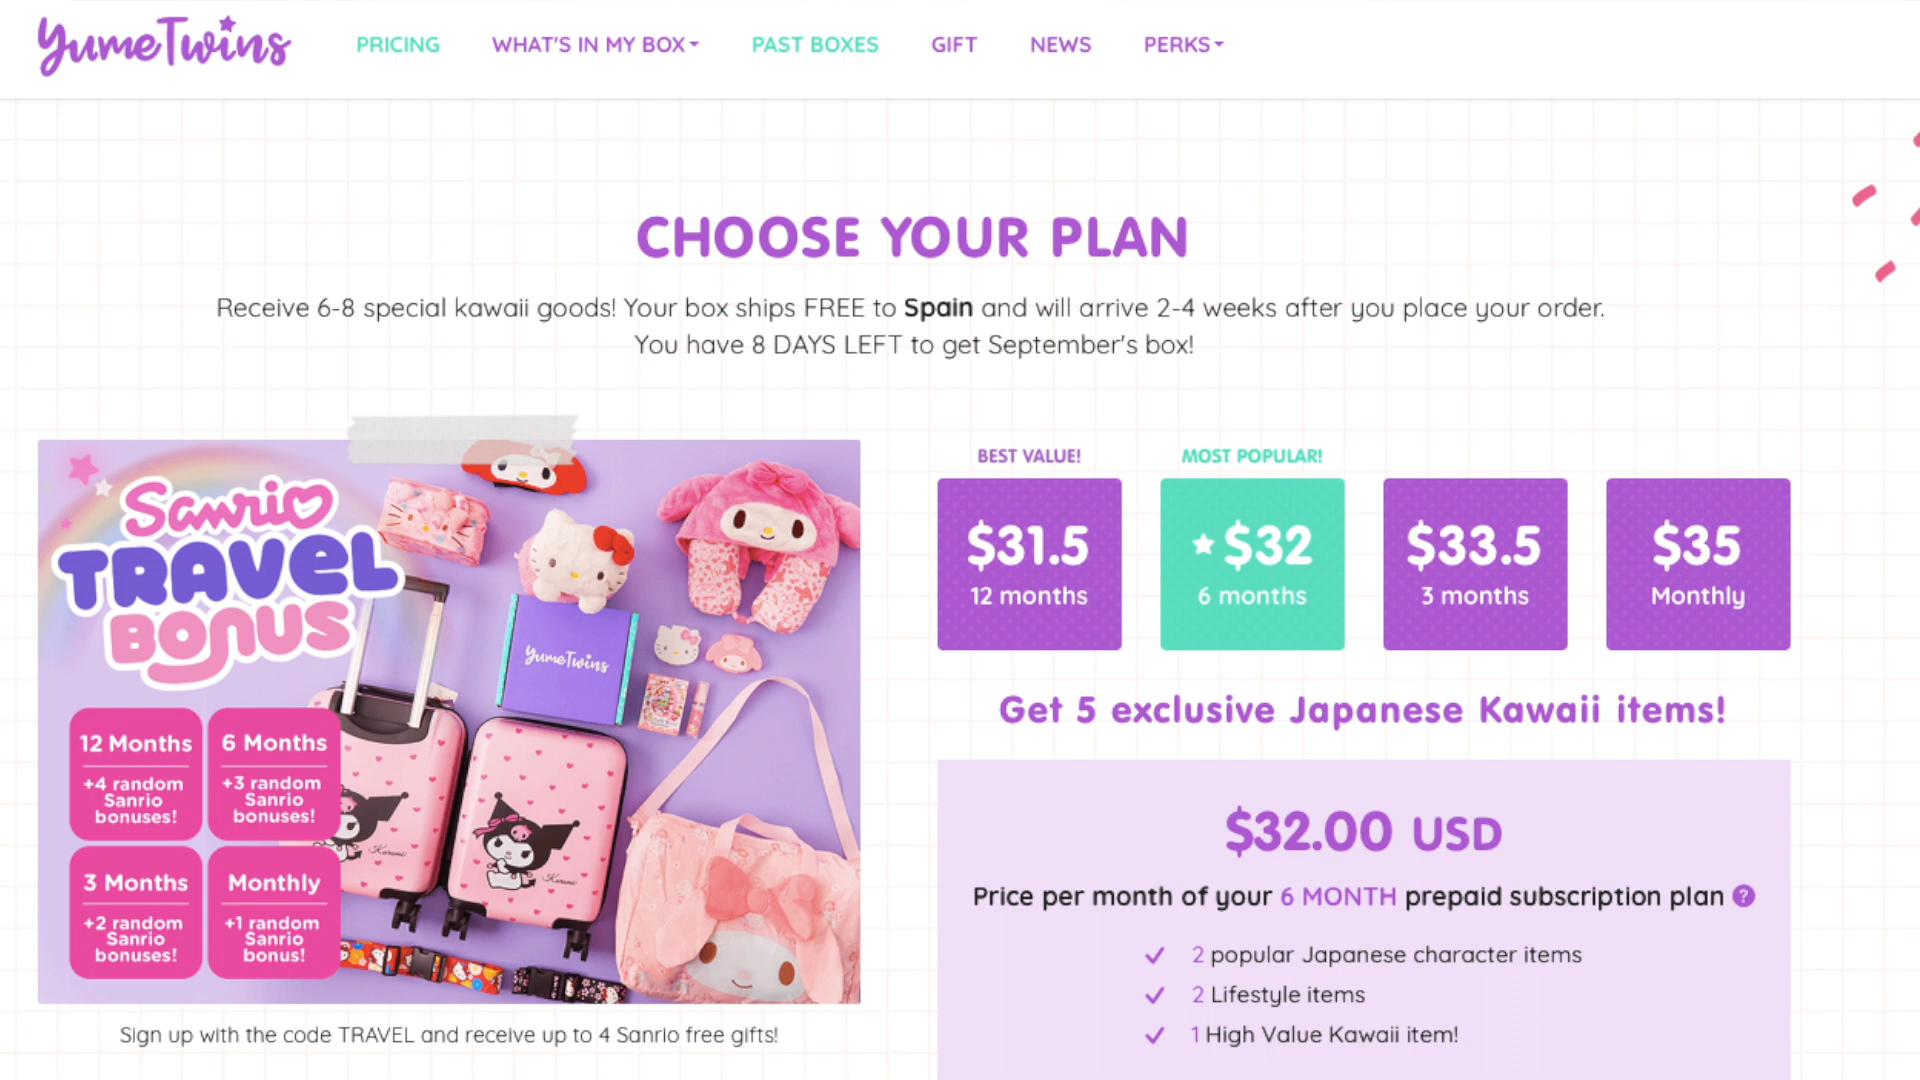 YumeTwins
PRICING
WHAT'S IN MY BOX
PAST BOXES
GIFT
NEWS
PERKS
CHOOSE YOUR PLAN
Receive 6-8 special kawaii goods! Your box ships FREE to Spain and will arrive 2-4 weeks after you place your order.
You have 8 DAYS LEFT to get September's box!
Sanrio
TRAVEL
BONUS
YumeTwins
12 Months
+4 random
Sanrio
bonuses!
6 Months
+3 random
Sanrio
bonuses!
3 Months
+2 random
Sanrio
bonuses!
Monthly
+1 random
Sanrio
bonus!
Kuromi
Kuromi
Sign up with the code TRAVEL and receive up to 4 Sanrio free gifts!
BEST VALUE!
$31.5
12 months
MOST POPULAR!
$32
6 months
$33.5
3 months
$35
Monthly
Get 5 exclusive Japanese Kawaii items!
$32.00 USD
Price per month of your 6 MONTH prepaid subscription plan ?
2 popular Japanese character items
2 Lifestyle items
1 High Value Kawaii item!